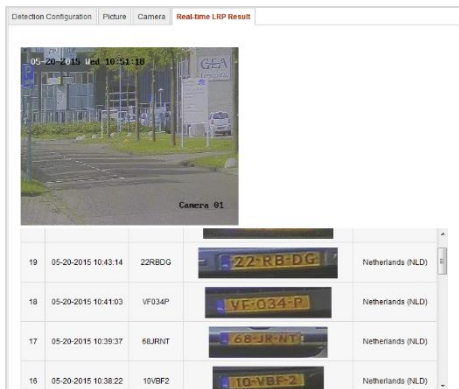 Detection Configuration Picture Camera Real-time LRP Result
05-20-2015 Wed 10:51:18
GEA
Camera 01
19 05-20-2015 10:43:14 22RBDG 22-RB-DG Netherlands (NLD)
18 05-20-2015 10:41:03 VF034P VF-034-P Netherlands (NLD)
17 05-20-2015 10:39:37 68JRNT 68-JR-NT Netherlands (NLD)
16 05-20-2015 10:38:22 10VBF2 10-VBF-2 Netherlands (NLD)